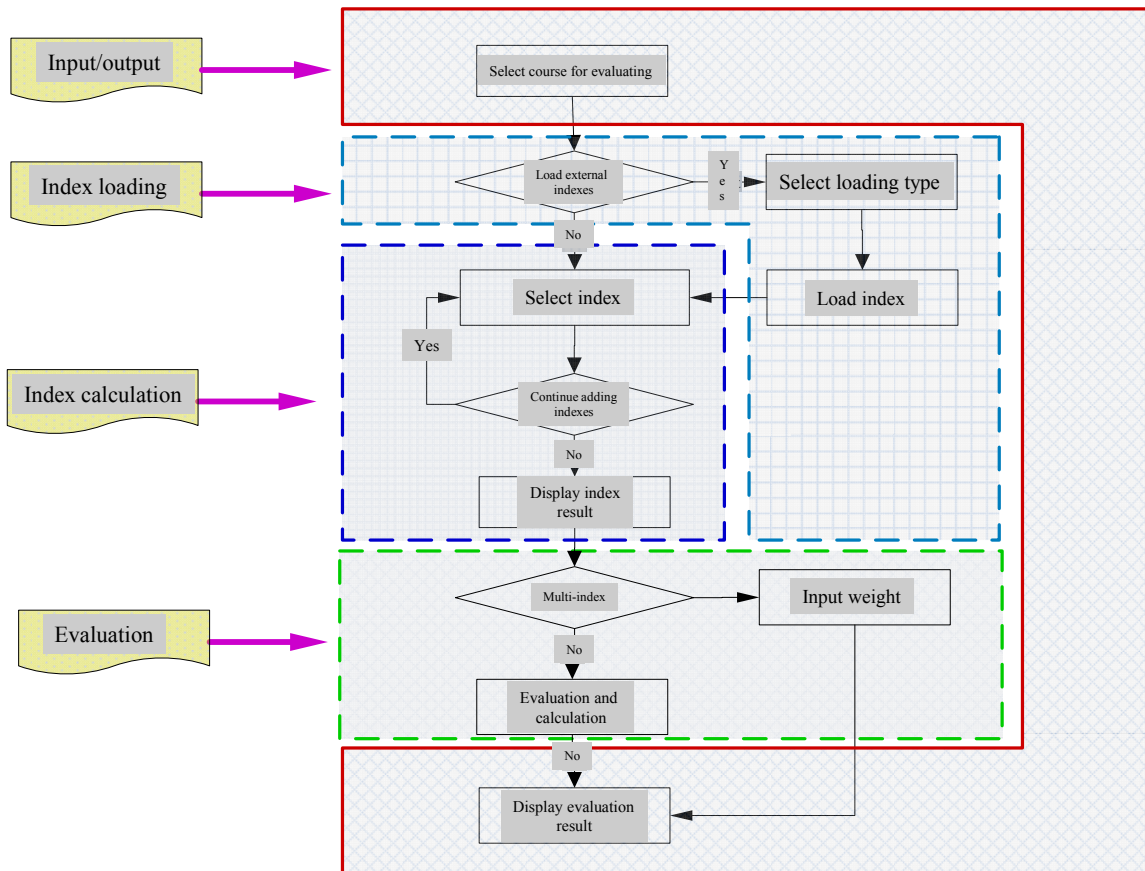 Input/output
Select course for evaluating
Index loading
Load external
indexes
Y
e
s
Select loading type
No
Select index
Load index
Yes
Index calculation
Continue adding
indexes
No
Display index
result
Multi-index
Input weight
Evaluation
No
Evaluation and
calculation
No
Display evaluation
result